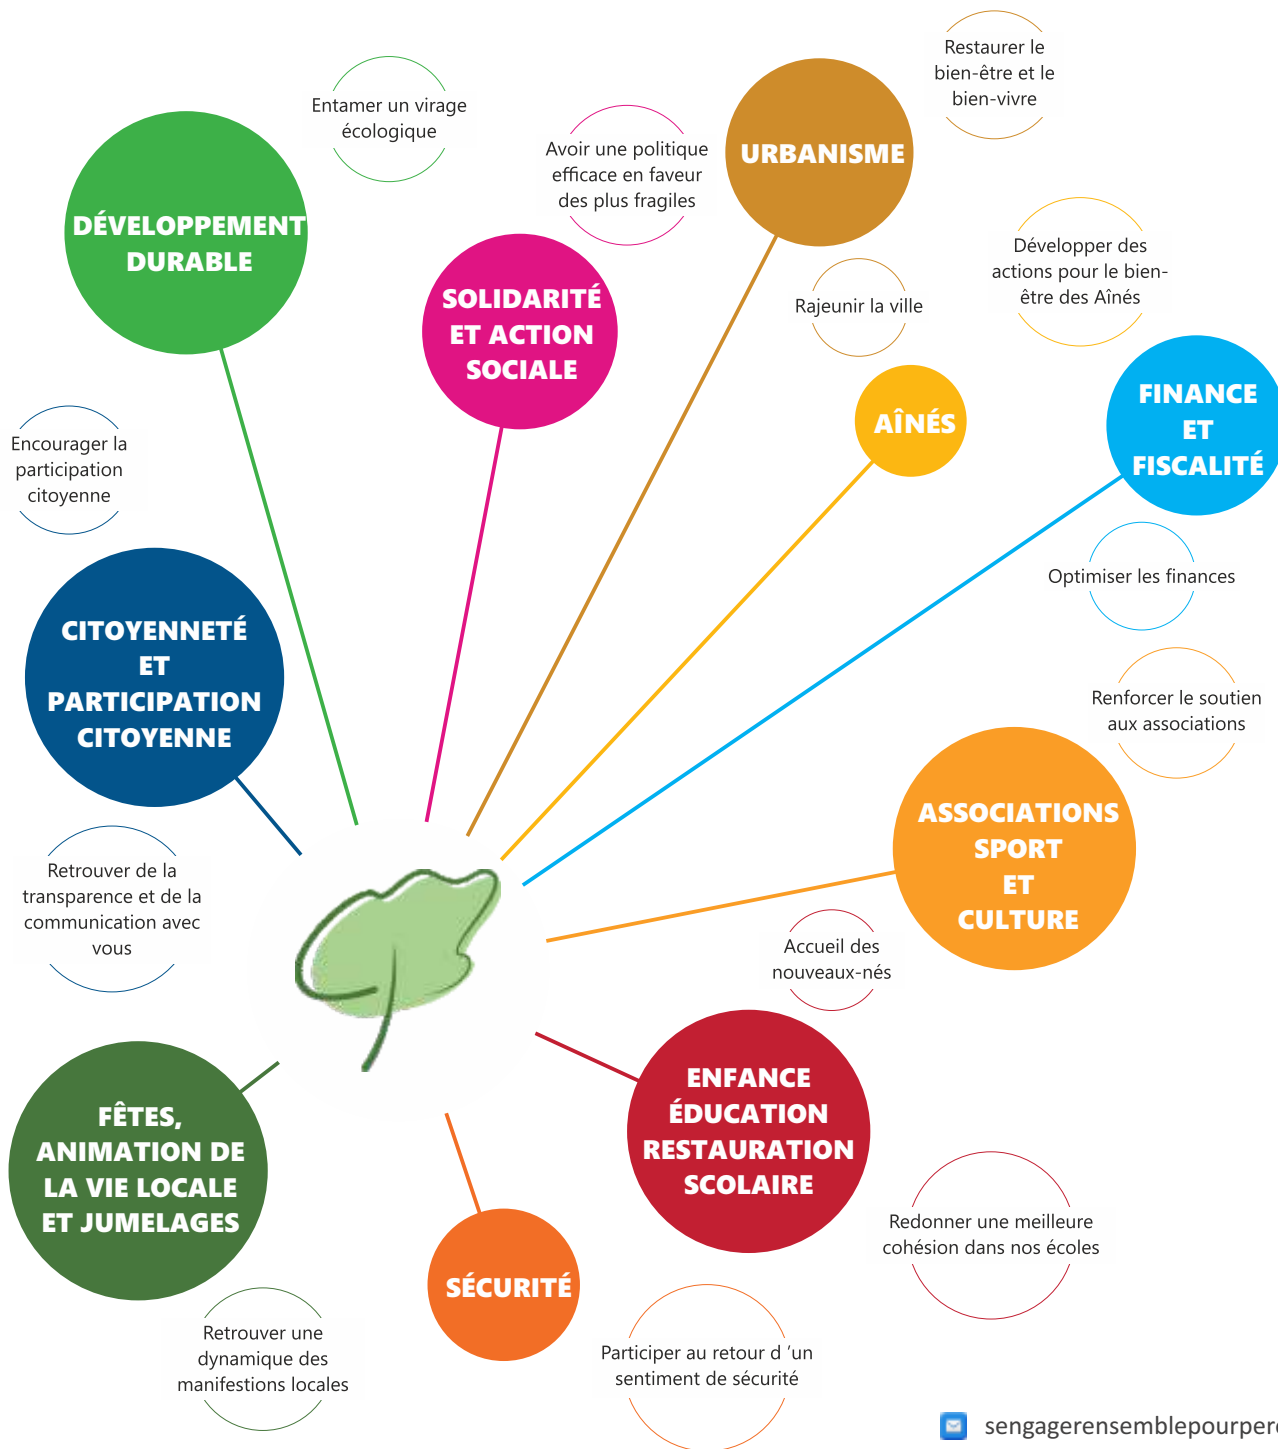 Restaurer le
bien-être et le
bien-vivre
Entamer un virage
écologique
URBANISME
Avoir une politique
efficace en faveur
des plus fragiles
DÉVELOPPEMENT
DURABLE
Développer des
actions pour le bien-
être des Aînés
SOLIDARITÉ
ET ACTION
SOCIALE
Rajeunir la ville
FINANCE
ET
FISCALITÉ
AÎNÉS
Encourager la
participation
citoyenne
Optimiser les finances
CITOYENNETÉ
ET
PARTICIPATION
CITOYENNE
Renforcer le soutien
aux associations
ASSOCIATIONS
SPORT
ET
CULTURE
Retrouver de la
transparence et de la
communication avec
vous
Accueil des
nouveaux-nés
ENFANCE
ÉDUCATION
RESTAURATION
SCOLAIRE
FÊTES,
ANIMATION DE
LA VIE LOCALE
ET JUMELAGES
Redonner une meilleure
cohésion dans nos écoles
SÉCURITÉ
Retrouver une
dynamique des
manifestions locales
Participer au retour d ’un
sentiment de sécurité
sengagerensemblepourper